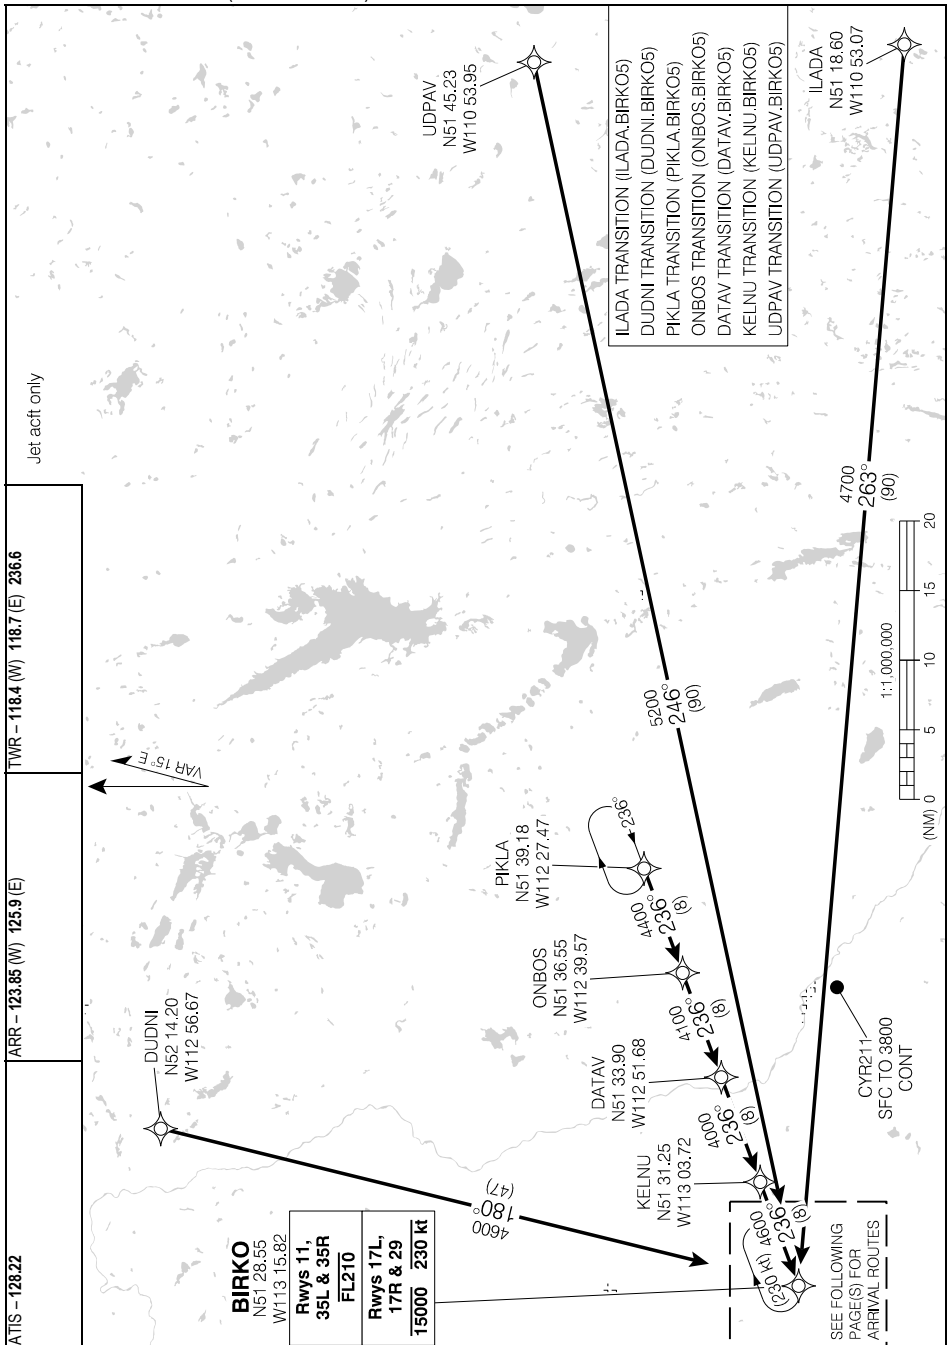 ATIS – 128.22
ARR – 123.85 (W) 125.9 (E)
TWR – 118.4 (W) 118.7 (E) 236.6
Jet acft only
VAR 15° E
UDPAV
N51 45.23
W110 53.95
ILADA
N51 18.60
W110 53.07
ILADA TRANSITION (ILADA.BIRKO5)
DUDNI TRANSITION (DUDNI.BIRKO5)
PIKLA TRANSITION (PIKLA.BIRKO5)
ONBOS TRANSITION (ONBOS.BIRKO5)
DATAV TRANSITION (DATAV.BIRKO5)
KELNU TRANSITION (KELNU.BIRKO5)
UDPAV TRANSITION (UDPAV.BIRKO5)
DUDNI
N52 14.20
W112 56.67
4600
180°
(47)
5200
246°
(90)
4700
263°
(90)
PIKLA
N51 39.18
W112 27.47
236°
4400
236°
(8)
ONBOS
N51 36.55
W112 39.57
4100
236°
(8)
DATAV
N51 33.90
W112 51.68
4000
236°
(8)
KELNU
N51 31.25
W113 03.72
4600
236°
(8)
(230 kt)
BIRKO
N51 28.55
W113 15.82
Rwys 11,
35L & 35R
FL210
Rwys 17L,
17R & 29
15000 230 kt
CYR211
SFC TO 3800
CONT
SEE FOLLOWING
PAGE(S) FOR
ARRIVAL ROUTES
1:1,000,000
(NM) 0 5 10 15 20